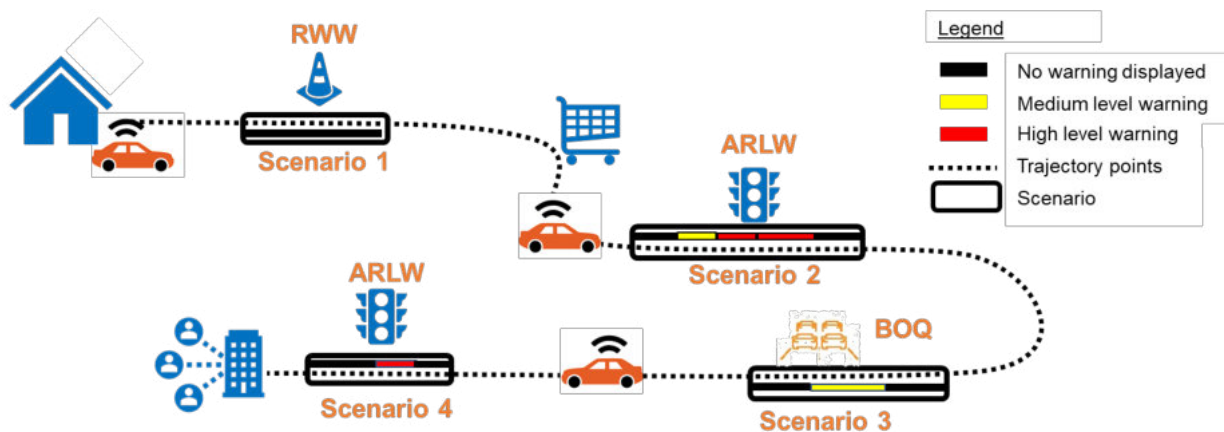 RWW
Scenario 1
ARLW
Scenario 2
ARLW
Scenario 4
BOQ
Scenario 3
Legend
No warning displayed
Medium level warning
High level warning
Trajectory points
Scenario